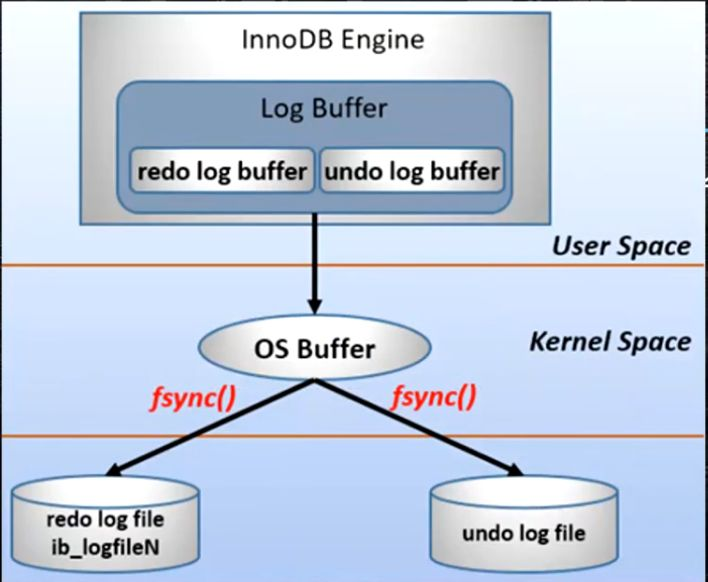 InnoDB Engine
Log Buffer
redo log buffer
undo log buffer
User Space
OS Buffer
Kernel Space
fsync()
fsync()
redo log file
ib_logfileN
undo log file